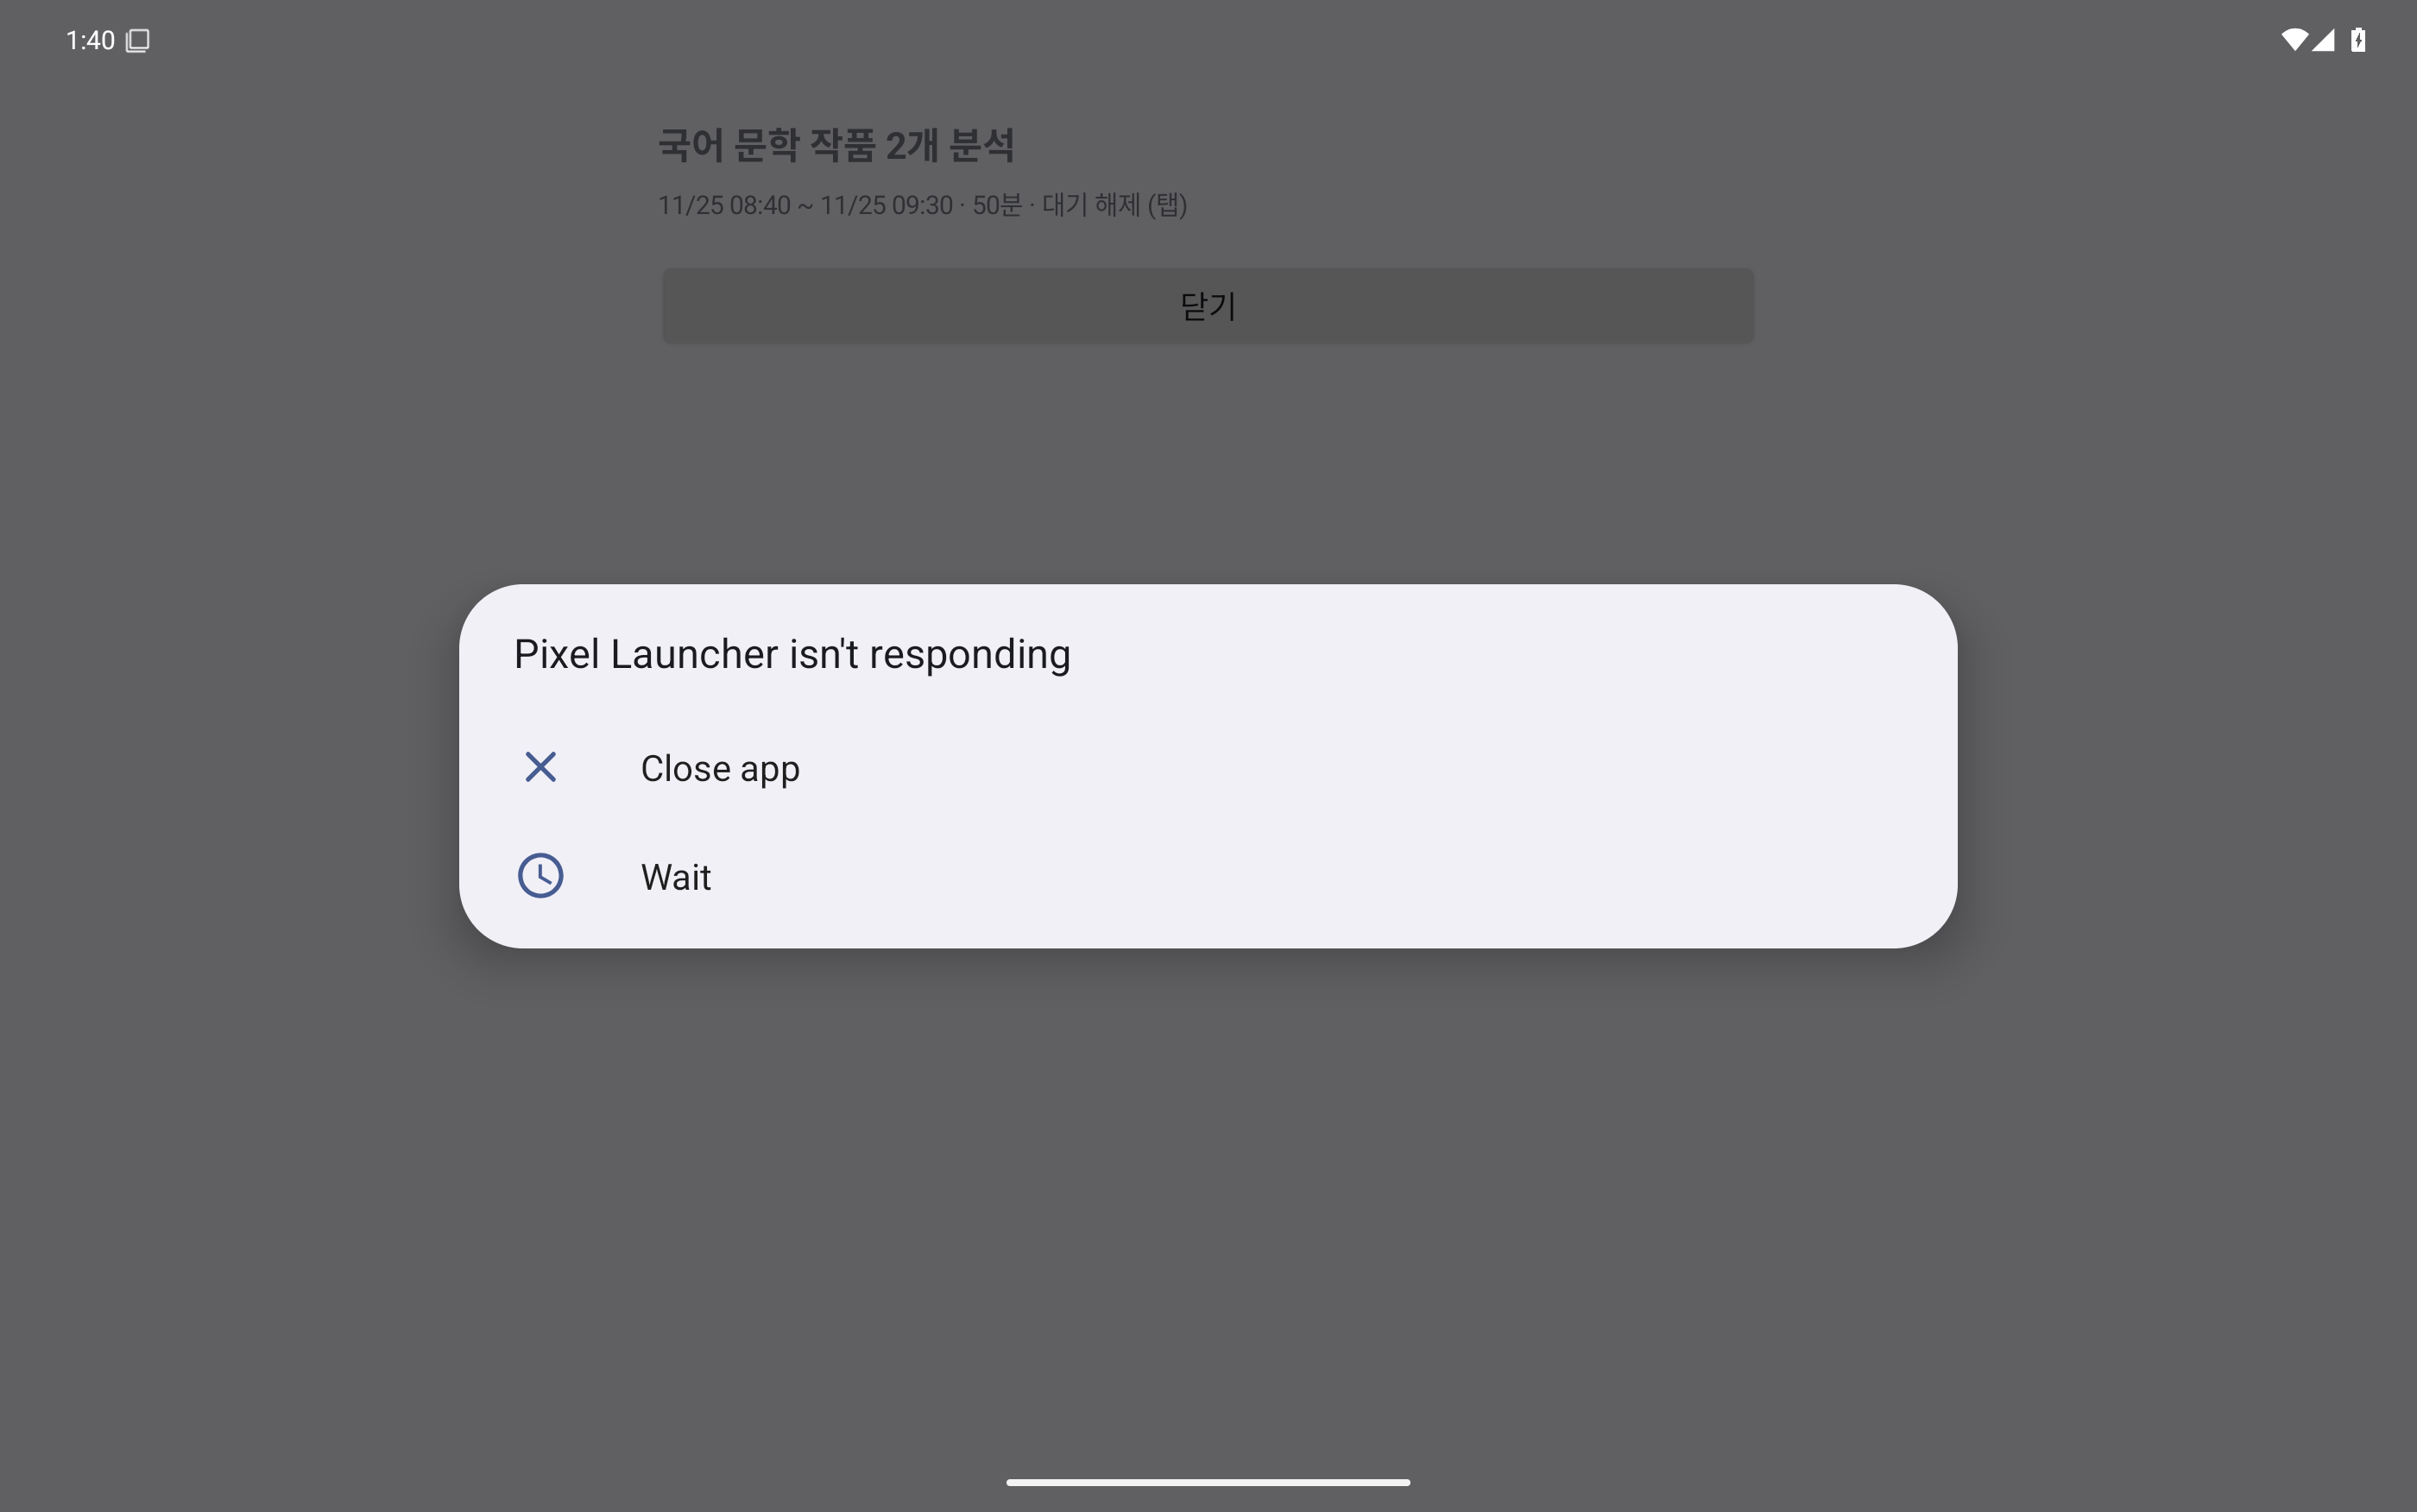 1:40
국어 문학 작품 2개 분석
11/25 08:40 ~ 11/25 09:30 · 50분 · 대기 해제 (탭)
닫기
Pixel Launcher isn't responding
Close app
Wait